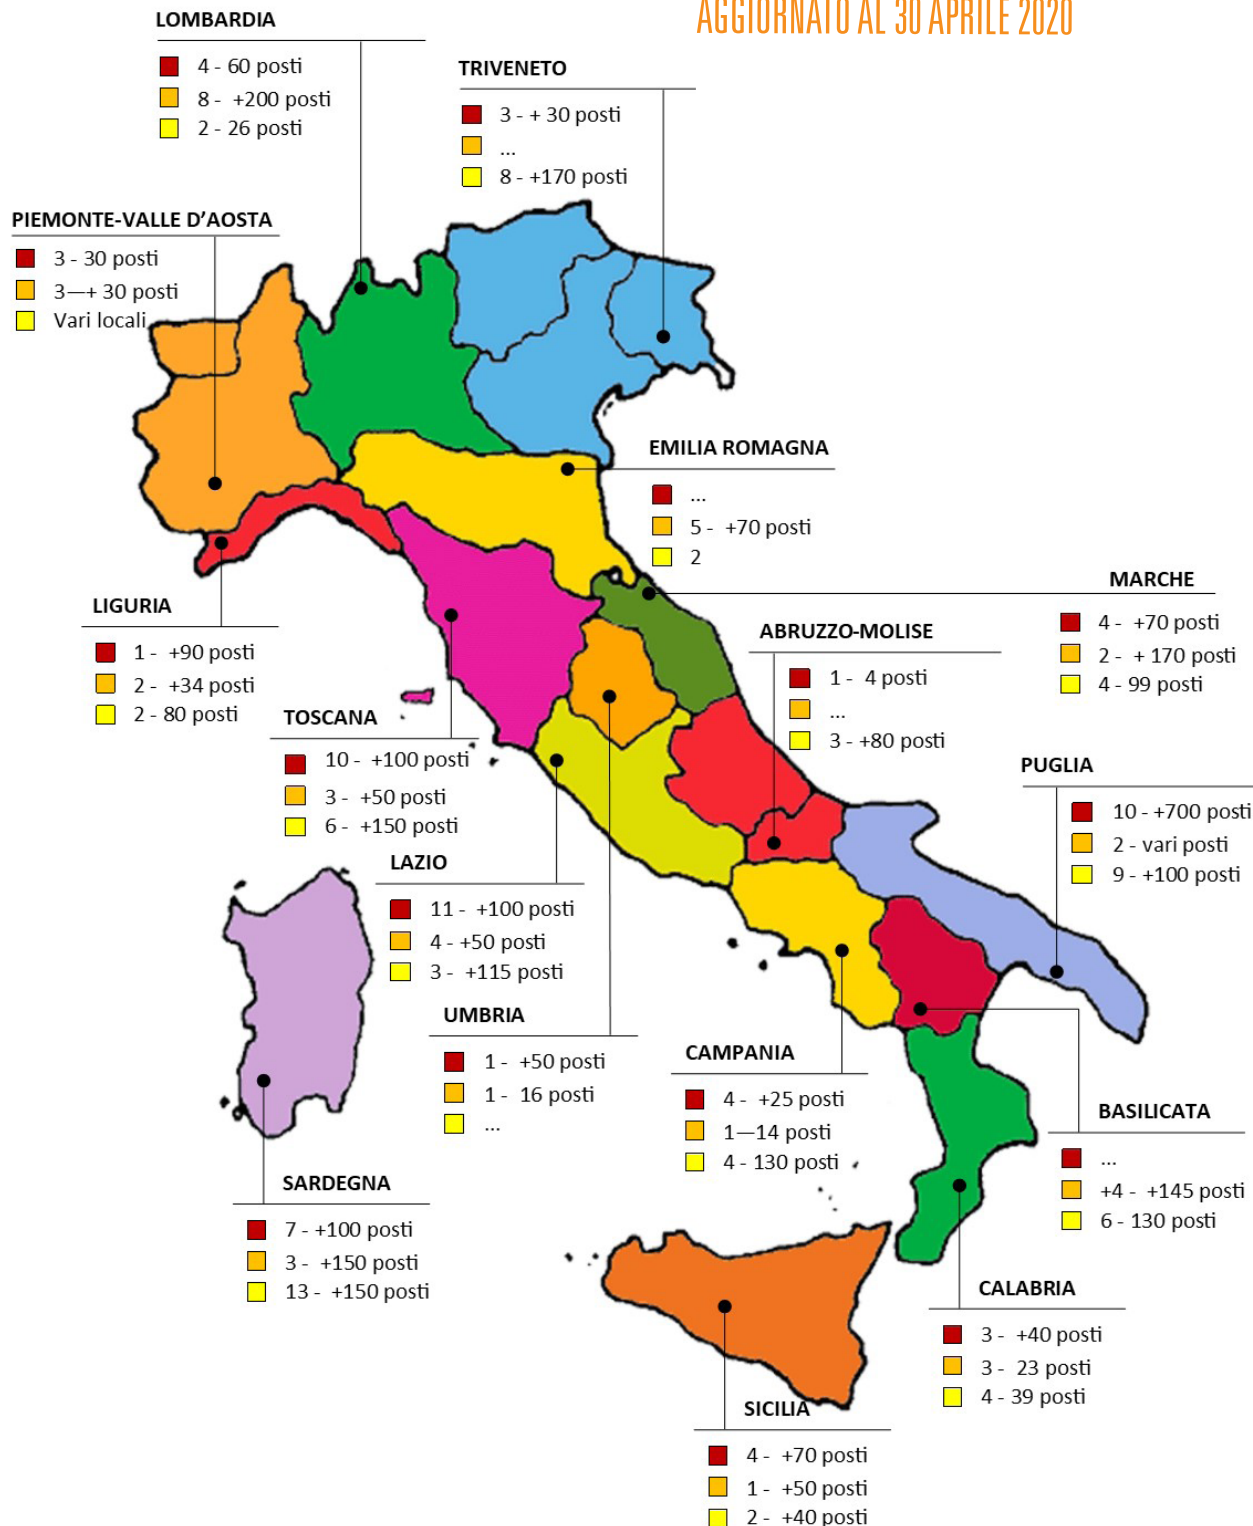 AGGIORNATO AL 30 APRILE 2020
LOMBARDIA
4 - 60 posti
8 - +200 posti
2 - 26 posti
TRIVENETO
3 - + 30 posti
...
8 - +170 posti
PIEMONTE-VALLE D’AOSTA
3 - 30 posti
3—+ 30 posti
Vari locali
EMILIA ROMAGNA
...
5 - +70 posti
2
MARCHE
4 - +70 posti
2 - + 170 posti
4 - 99 posti
LIGURIA
1 - +90 posti
2 - +34 posti
2 - 80 posti
ABRUZZO-MOLISE
1 - 4 posti
...
3 - +80 posti
TOSCANA
10 - +100 posti
3 - +50 posti
6 - +150 posti
PUGLIA
10 - +700 posti
2 - vari posti
9 - +100 posti
LAZIO
11 - +100 posti
4 - +50 posti
3 - +115 posti
UMBRIA
1 - +50 posti
1 - 16 posti
...
CAMPANIA
4 - +25 posti
1—14 posti
4 - 130 posti
BASILICATA
...
+4 - +145 posti
6 - 130 posti
SARDEGNA
7 - +100 posti
3 - +150 posti
13 - +150 posti
CALABRIA
3 - +40 posti
3 - 23 posti
4 - 39 posti
SICILIA
4 - +70 posti
1 - +50 posti
2 - +40 posti